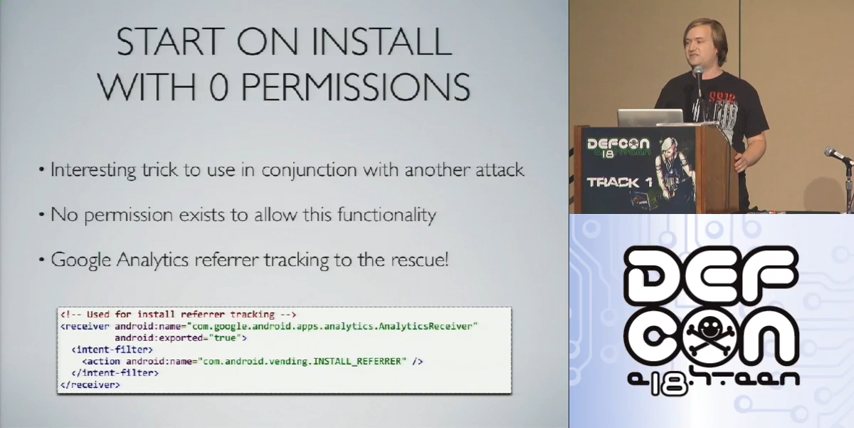 START ON INSTALL
WITH 0 PERMISSIONS
• Interesting trick to use in conjunction with another attack
• No permission exists to allow this functionality
• Google Analytics referrer tracking to the rescue!
<!-- Used for install referrer tracking -->
<receiver android:name="com.google.android.apps.analytics.AnalyticsReceiver"
android:exported="true">
<intent-filter>
<action android:name="com.android.vending.INSTALL_REFERRER" />
</intent-filter>
</receiver>
DEFCON
18
TRACK 1
DEF
CON
e18hteen